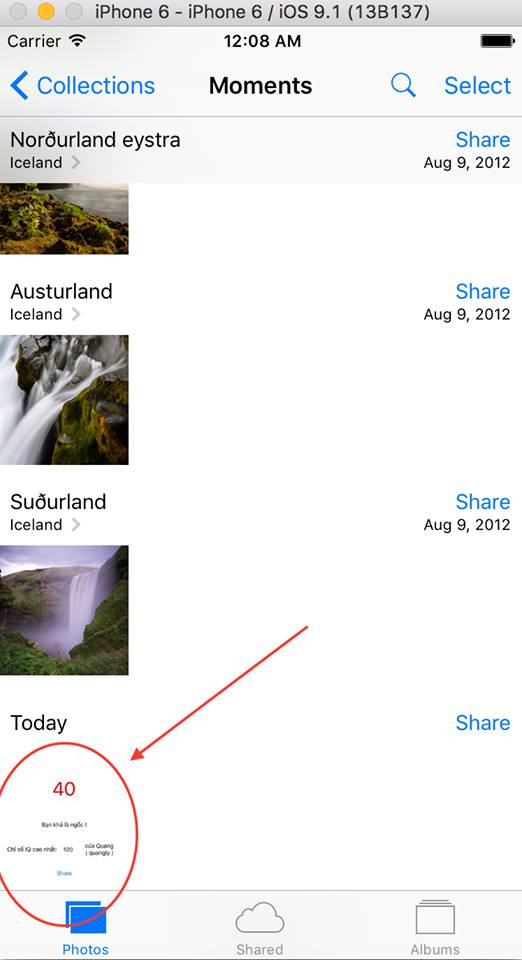 iPhone 6 - iPhone 6 / iOS 9.1 (13B137)
Carrier 12:08 AM
Collections Moments Select
Norðurland eystra Share
Iceland Aug 9, 2012
Austurland Share
Iceland Aug 9, 2012
Suðurland Share
Iceland Aug 9, 2012
Today Share
40
Bạn khá là ngốc !
Chỉ số IQ cao nhất: 100 của Quang
( quangly )
Share
Photos Shared Albums